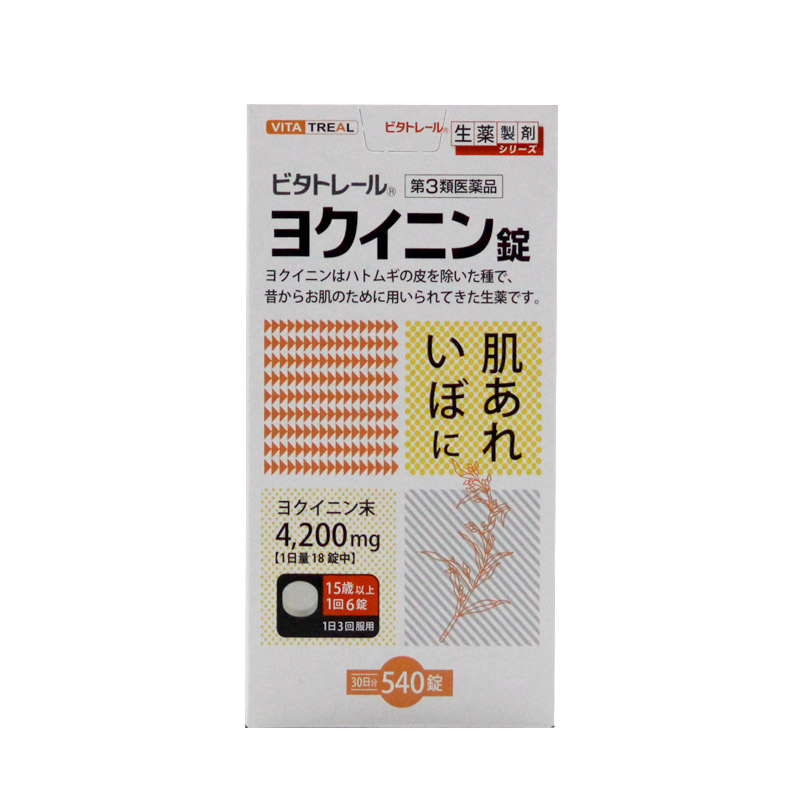 VITA TREAL
ビタトレール®
生薬製剤
シリーズ
ビタトレール®
第3類医薬品
ヨクイニン錠
ヨクイニンはハトムギの皮を除いた種で、
昔からお肌のために用いられてきた生薬です。
肌あれ
いぼに
ヨクイニン末
4,200mg
【1日量18錠中】
15歳以上
1回6錠
1日3回服用
30日分
540錠